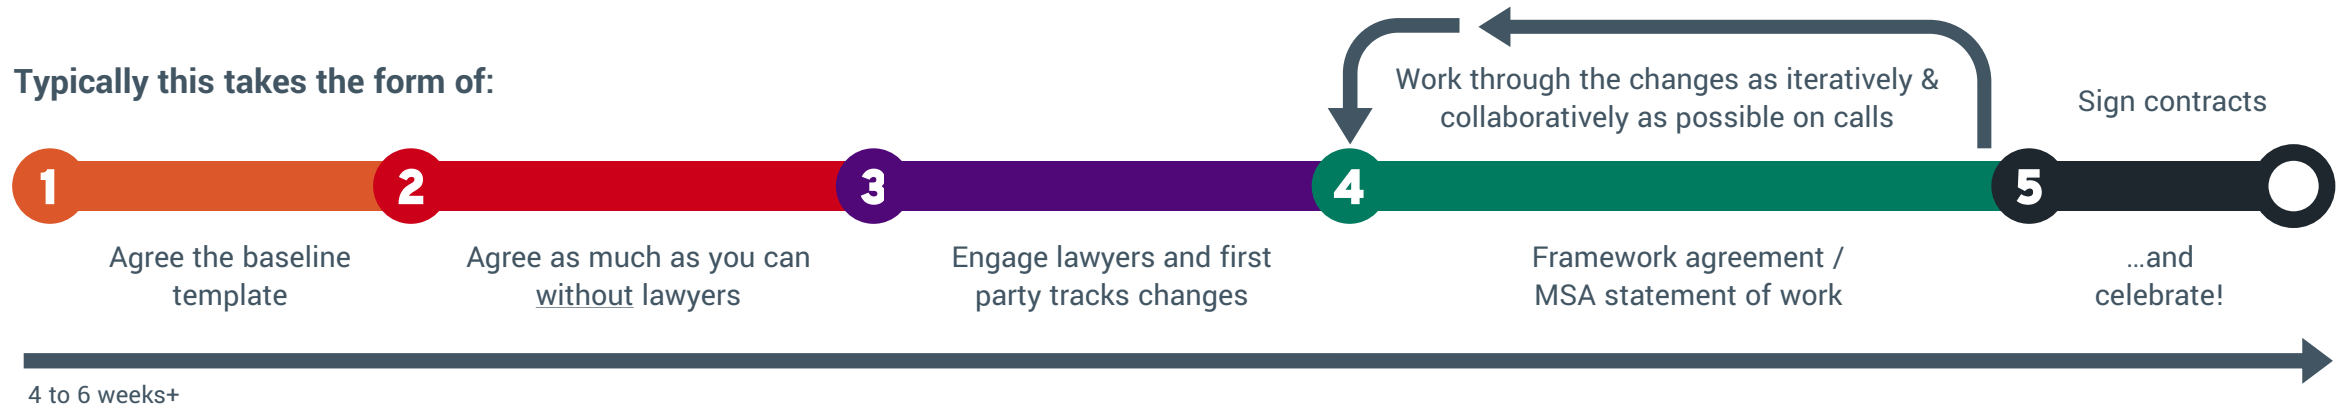 Typically this takes the form of:
Work through the changes as iteratively &
collaboratively as possible on calls
Sign contracts
1
2
3
4
5
Agree the baseline
template
Agree as much as you can
without lawyers
Engage lawyers and first
party tracks changes
Framework agreement /
MSA statement of work
...and
celebrate!
4 to 6 weeks+